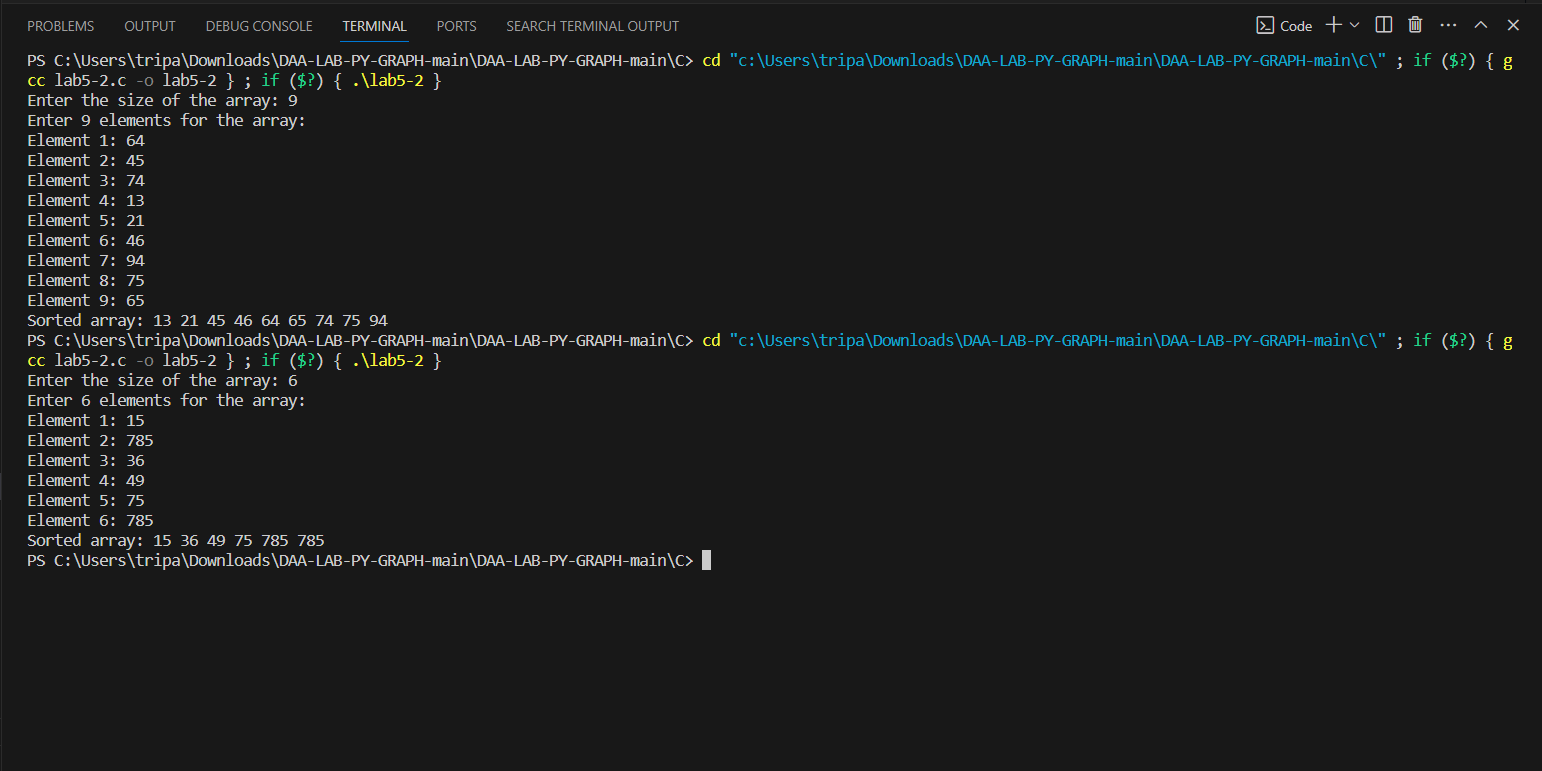 PROBLEMS OUTPUT DEBUG CONSOLE TERMINAL PORTS SEARCH TERMINAL OUTPUT Code
PS C:\Users\tripa\Downloads\DAA-LAB-PY-GRAPH-main\DAA-LAB-PY-GRAPH-main\C> cd "c:\Users\tripa\Downloads\DAA-LAB-PY-GRAPH-main\DAA-LAB-PY-GRAPH-main\C\" ; if ($?) { g
cc lab5-2.c -o lab5-2 } ; if ($?) { .\lab5-2 }
Enter the size of the array: 9
Enter 9 elements for the array:
Element 1: 64
Element 2: 45
Element 3: 74
Element 4: 13
Element 5: 21
Element 6: 46
Element 7: 94
Element 8: 75
Element 9: 65
Sorted array: 13 21 45 46 64 65 74 75 94
PS C:\Users\tripa\Downloads\DAA-LAB-PY-GRAPH-main\DAA-LAB-PY-GRAPH-main\C> cd "c:\Users\tripa\Downloads\DAA-LAB-PY-GRAPH-main\DAA-LAB-PY-GRAPH-main\C\" ; if ($?) { g
cc lab5-2.c -o lab5-2 } ; if ($?) { .\lab5-2 }
Enter the size of the array: 6
Enter 6 elements for the array:
Element 1: 15
Element 2: 785
Element 3: 36
Element 4: 49
Element 5: 75
Element 6: 785
Sorted array: 15 36 49 75 785 785
PS C:\Users\tripa\Downloads\DAA-LAB-PY-GRAPH-main\DAA-LAB-PY-GRAPH-main\C>